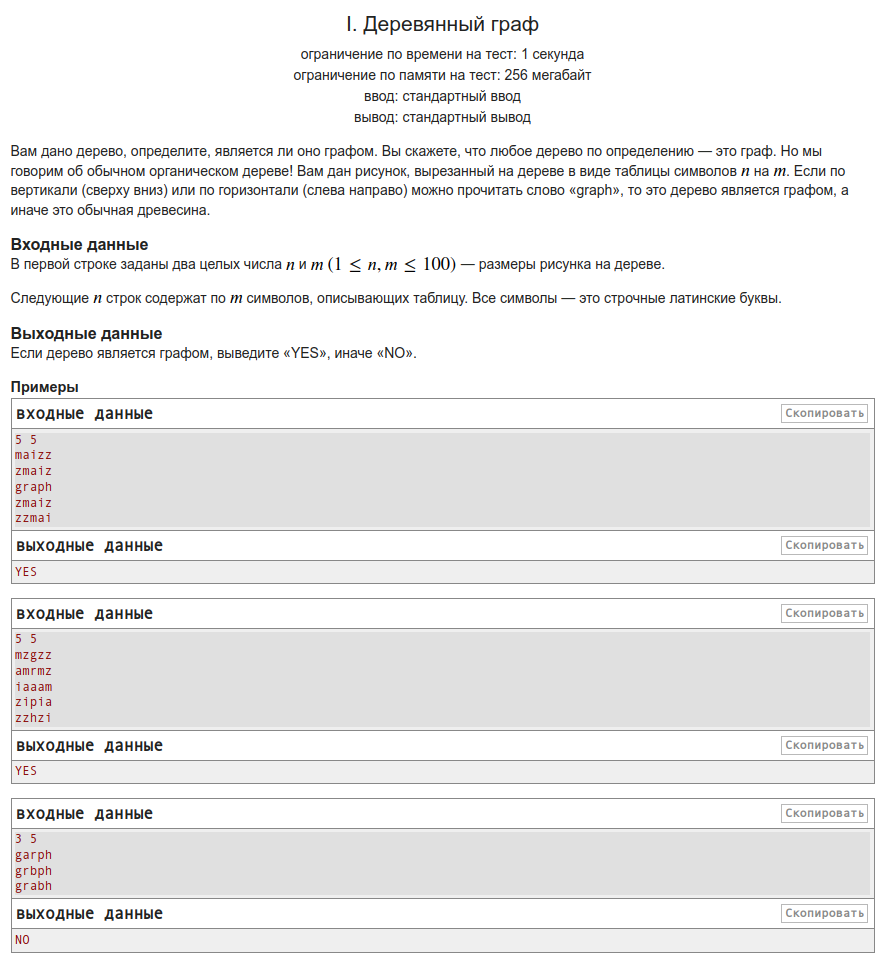 I. Деревянный граф
ограничение по времени на тест: 1 секунда
ограничение по памяти на тест: 256 мегабайт
ввод: стандартный ввод
вывод: стандартный вывод
Вам дано дерево, определите, является ли оно графом. Вы скажете, что любое дерево по определению — это граф. Но мы
говорим об обычном органическом дереве! Вам дан рисунок, вырезанный на дереве в виде таблицы символов n на m. Если по
вертикали (сверху вниз) или по горизонтали (слева направо) можно прочитать слово «graph», то это дерево является графом, а
иначе это обычная древесина.
Входные данные
В первой строке заданы два целых числа n и m (1 ≤ n, m ≤ 100) — размеры рисунка на дереве.
Следующие n строк содержат по m символов, описывающих таблицу. Все символы — это строчные латинские буквы.
Выходные данные
Если дерево является графом, выведите «YES», иначе «NO».
Примеры
входные данные Скопировать
5 5
maizz
zmaiz
graph
zmaiz
zzmai
выходные данные Скопировать
YES
входные данные Скопировать
5 5
mzgzz
amrmz
iaaam
zipia
zzhzi
выходные данные Скопировать
YES
входные данные Скопировать
3 5
garph
grbph
grabh
выходные данные Скопировать
NO